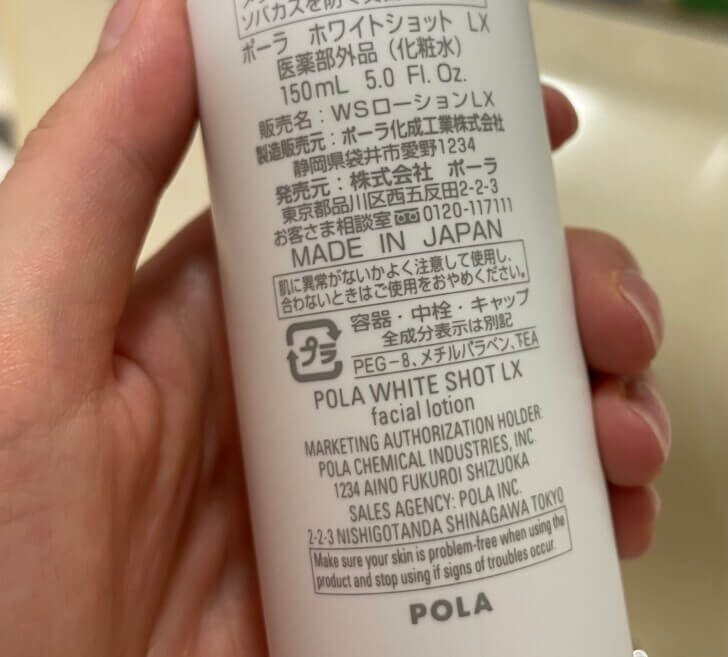 ソバカスを防ぐ
ポーラ ホワイトショット LX
医薬部外品（化粧水）
150mL 5.0 Fl. Oz.
販売名：WSローションLX
製造販売元：ポーラ化成工業株式会社
静岡県袋井市愛野1234
発売元：株式会社 ポーラ
東京都品川区西五反田2-2-3
お客さま相談室 0120-117111
MADE IN JAPAN
肌に異常がないかよく注意して使用し、
合わないときはご使用をおやめください。
プラ
容器・中栓・キャップ
全成分表示は別記
PEG－8、メチルパラベン、TEA
POLA WHITE SHOT LX
facial lotion
MARKETING AUTHORIZATION HOLDER:
POLA CHEMICAL INDUSTRIES, INC.
1234 AINO FUKUROI SHIZUOKA
SALES AGENCY: POLA INC.
2-2-3 NISHIGOTANDA SHINAGAWA TOKYO
Make sure your skin is problem-free when using the
product and stop using if signs of troubles occur.
POLA